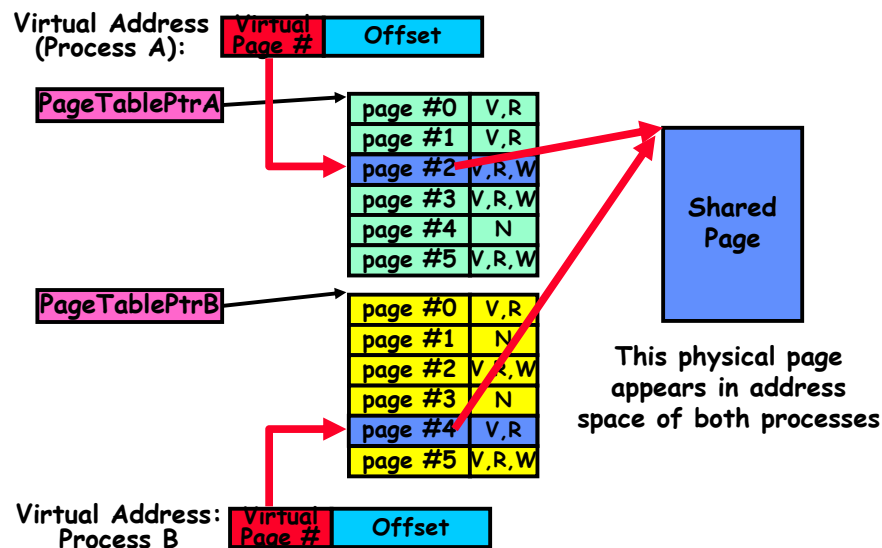 Virtual Address
(Process A):
Virtual
Page #
Offset
PageTablePtrA
page #0 V,R
page #1 V,R
page #2 V,R,W
page #3 V,R,W
page #4 N
page #5 V,R,W
Shared
Page
PageTablePtrB
page #0 V,R
page #1 N
page #2 V,R,W
page #3 N
page #4 V,R
page #5 V,R,W
This physical page
appears in address
space of both processes
Virtual Address:
Process B
Virtual
Page #
Offset